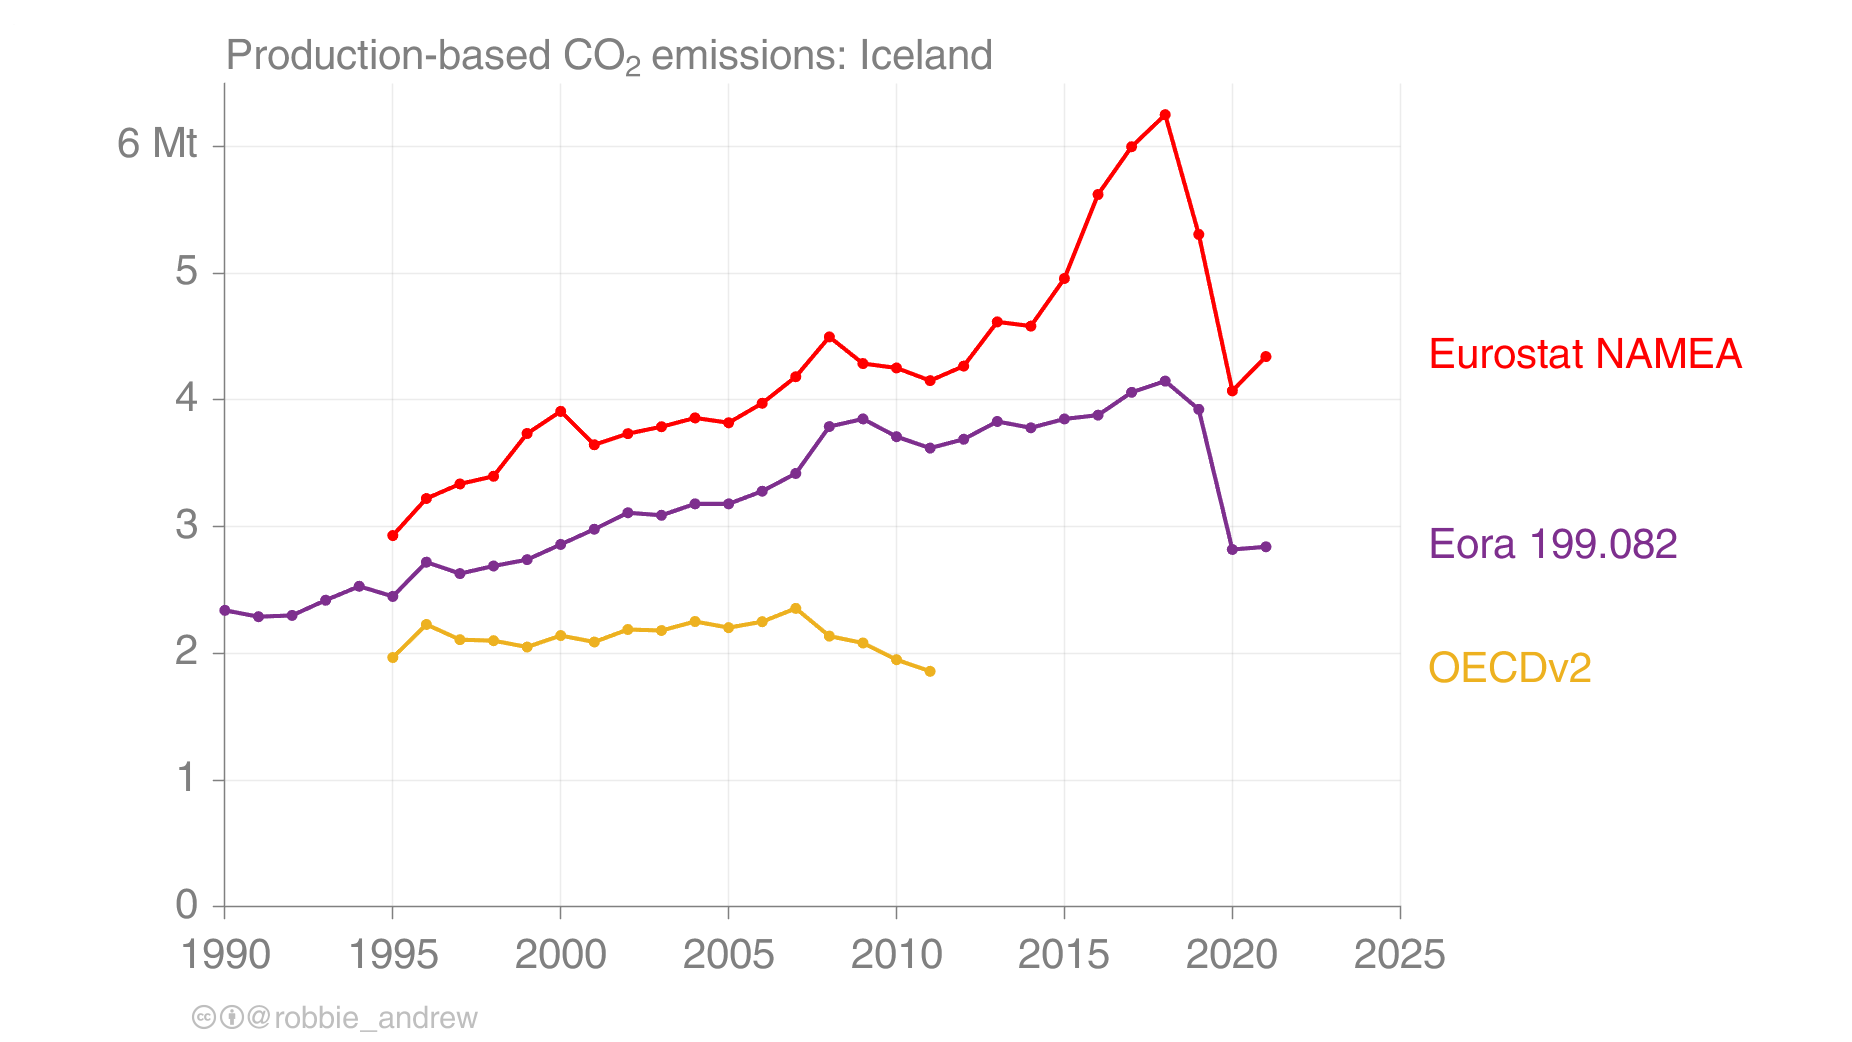 Production-based CO₂ emissions: Iceland
6 Mt
5
4
3
2
1
0
1990 1995 2000 2005 2010 2015 2020 2025
Eurostat NAMEA
Eora 199.082
OECDv2
@robbie_andrew